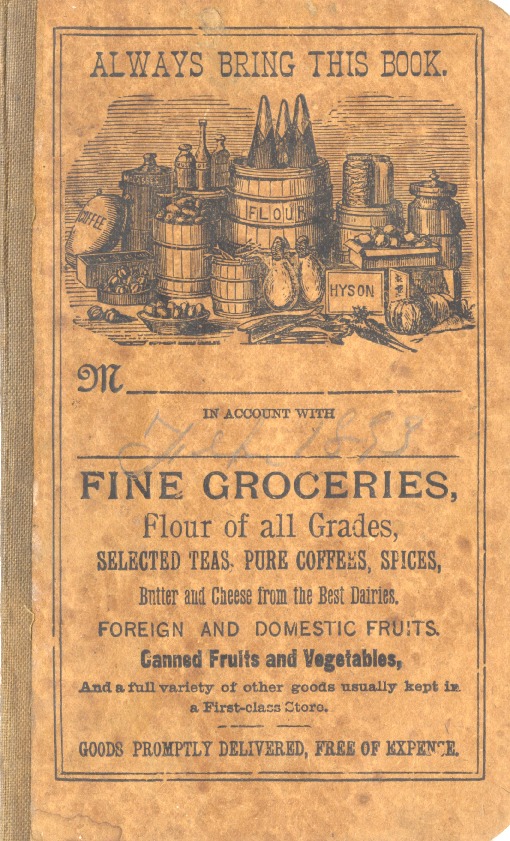 ALWAYS BRING THIS BOOK.
COFFEE
FLOUR
HYSON
M
IN ACCOUNT WITH
Feb. 1893
FINE GROCERIES,
Flour of all Grades,
SELECTED TEAS. PURE COFFEES, SPICES,
Butter and Cheese from the Best Dairies.
FOREIGN AND DOMESTIC FRUITS.
Canned Fruits and Vegetables,
And a full variety of other goods usually kept in
a First-class Store.
GOODS PROMPTLY DELIVERED, FREE OF EXPENSE.